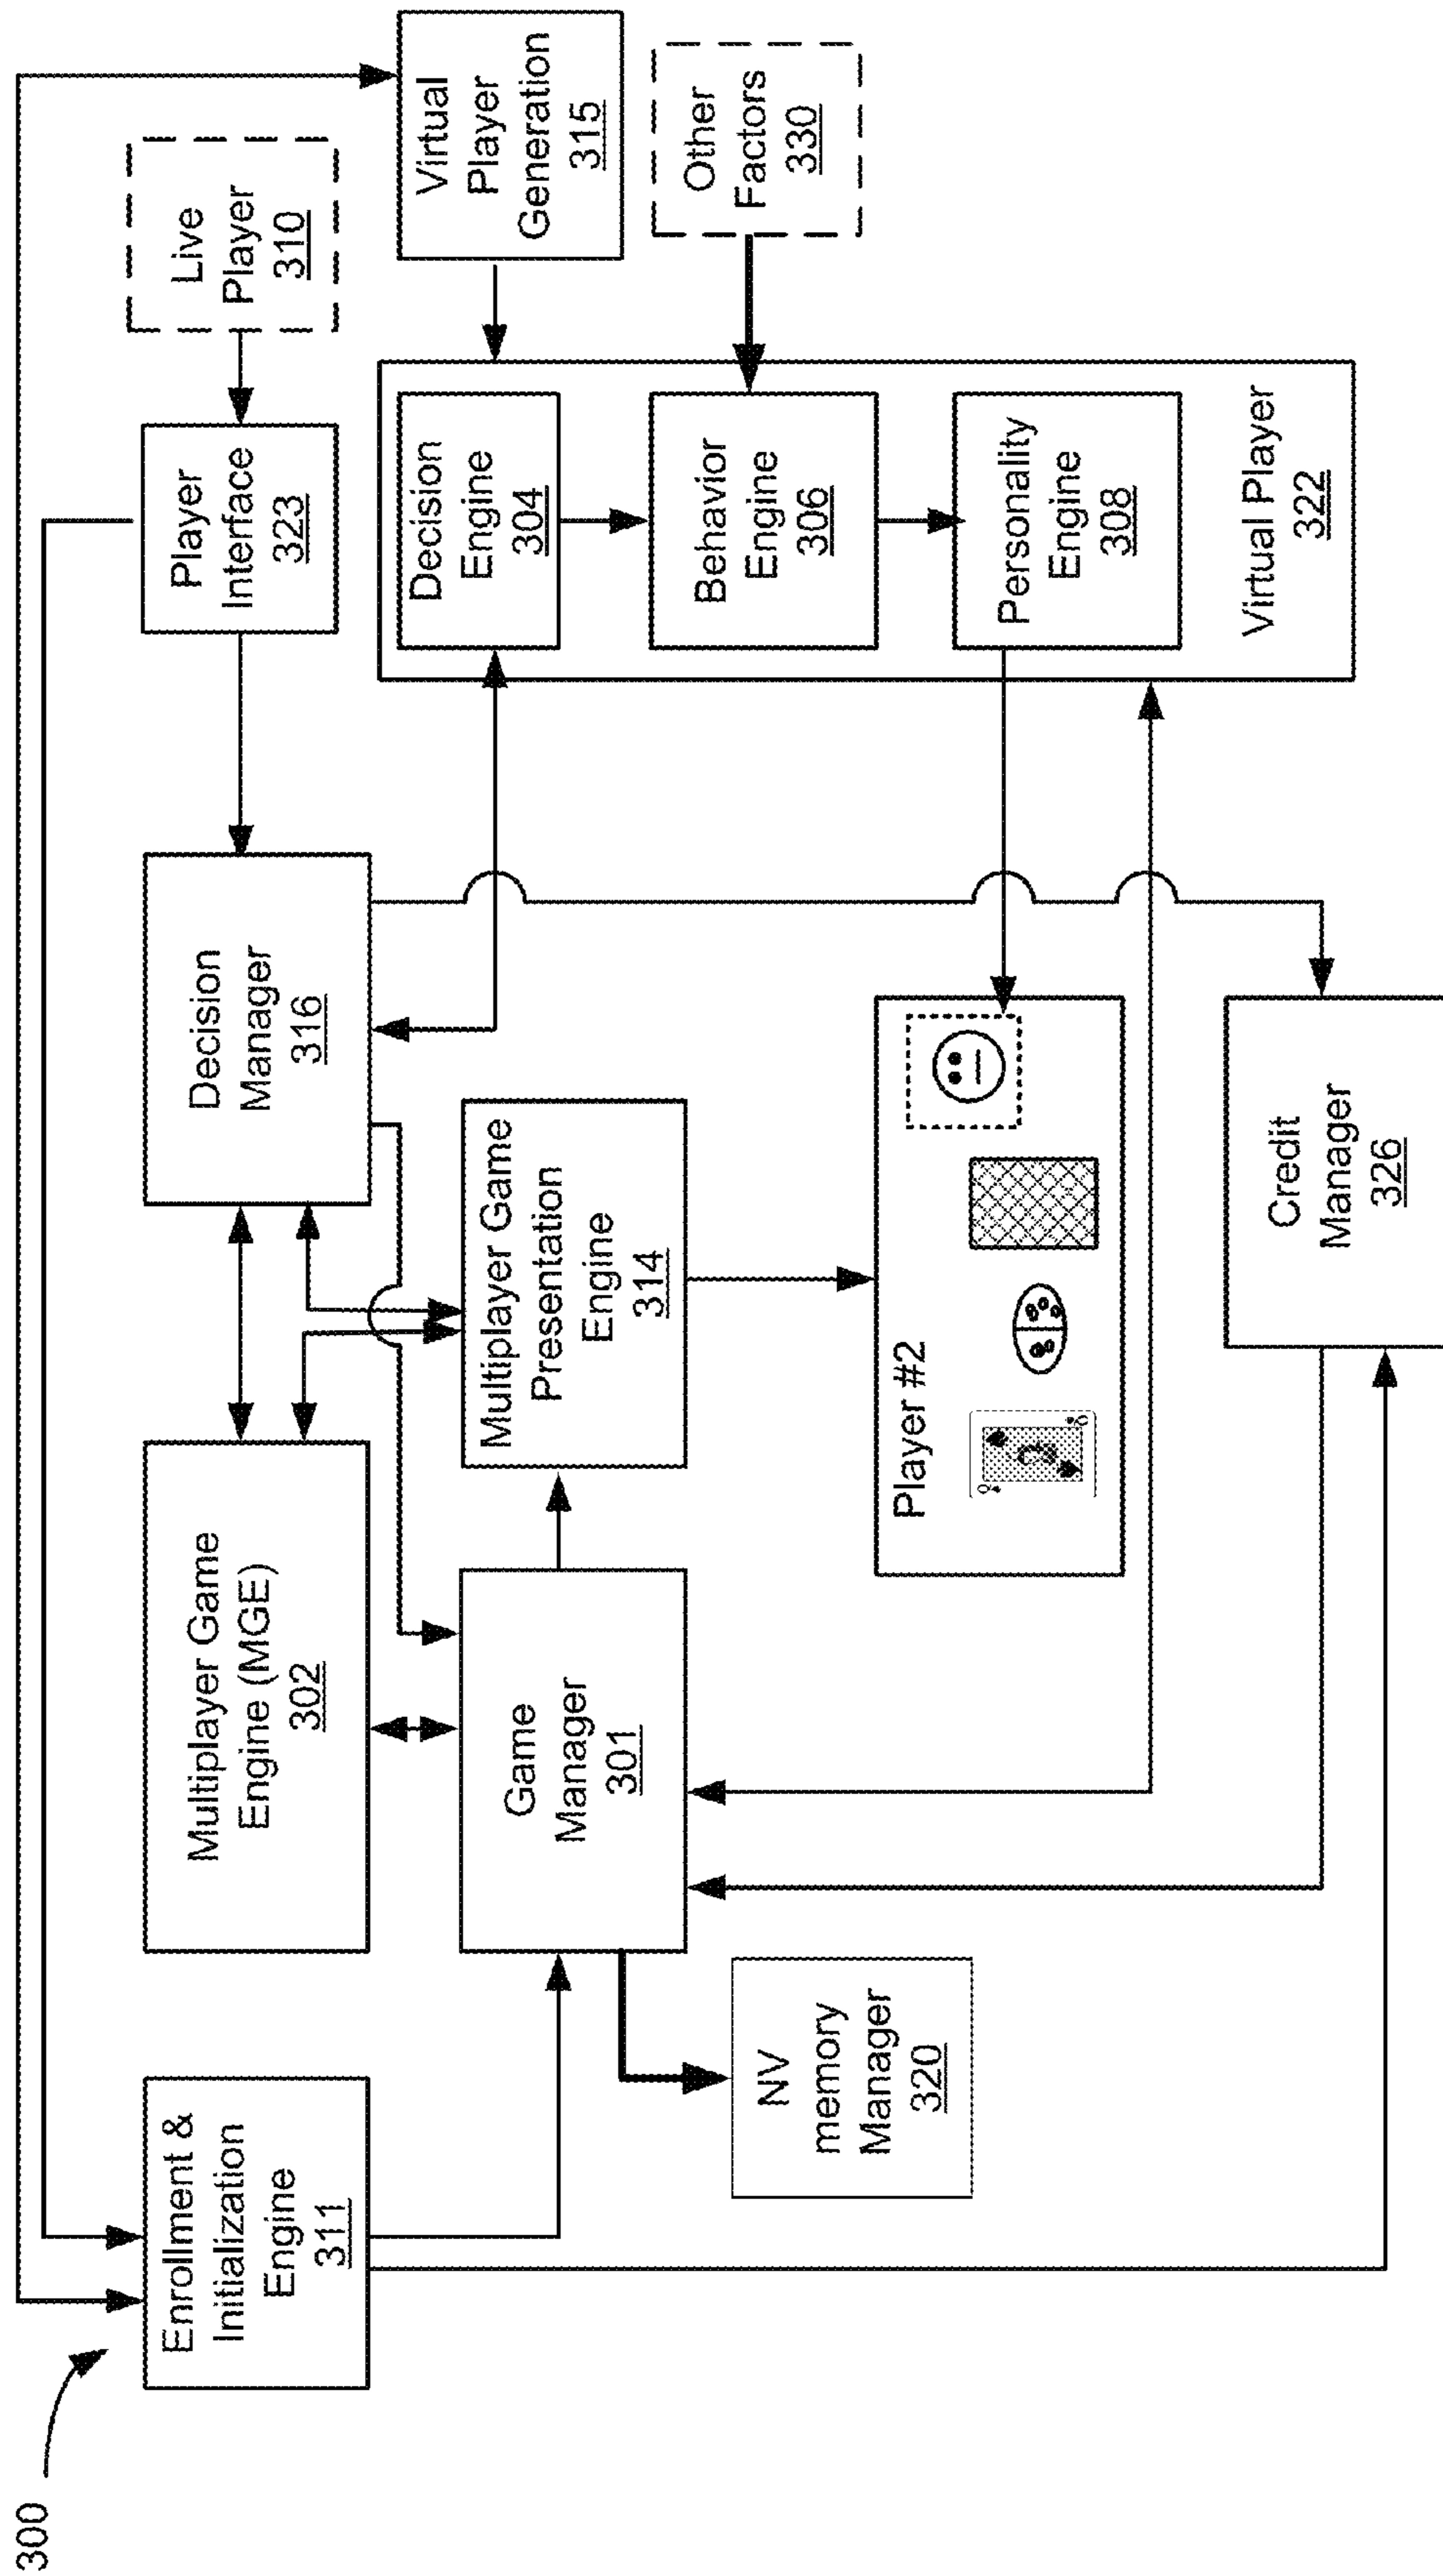 300
Enrollment &
Initialization
Engine
311
Multiplayer Game
Engine (MGE)
302
Decision
Manager
316
Player
Interface
323
Live
Player
310
Virtual
Player
Generation
315
Other
Factors
330
Game
Manager
301
Multiplayer Game
Presentation
Engine
314
Decision
Engine
304
Behavior
Engine
306
Personality
Engine
308
Virtual Player
322
NV
memory
Manager
320
Player #2
Q
Q
Credit
Manager
326